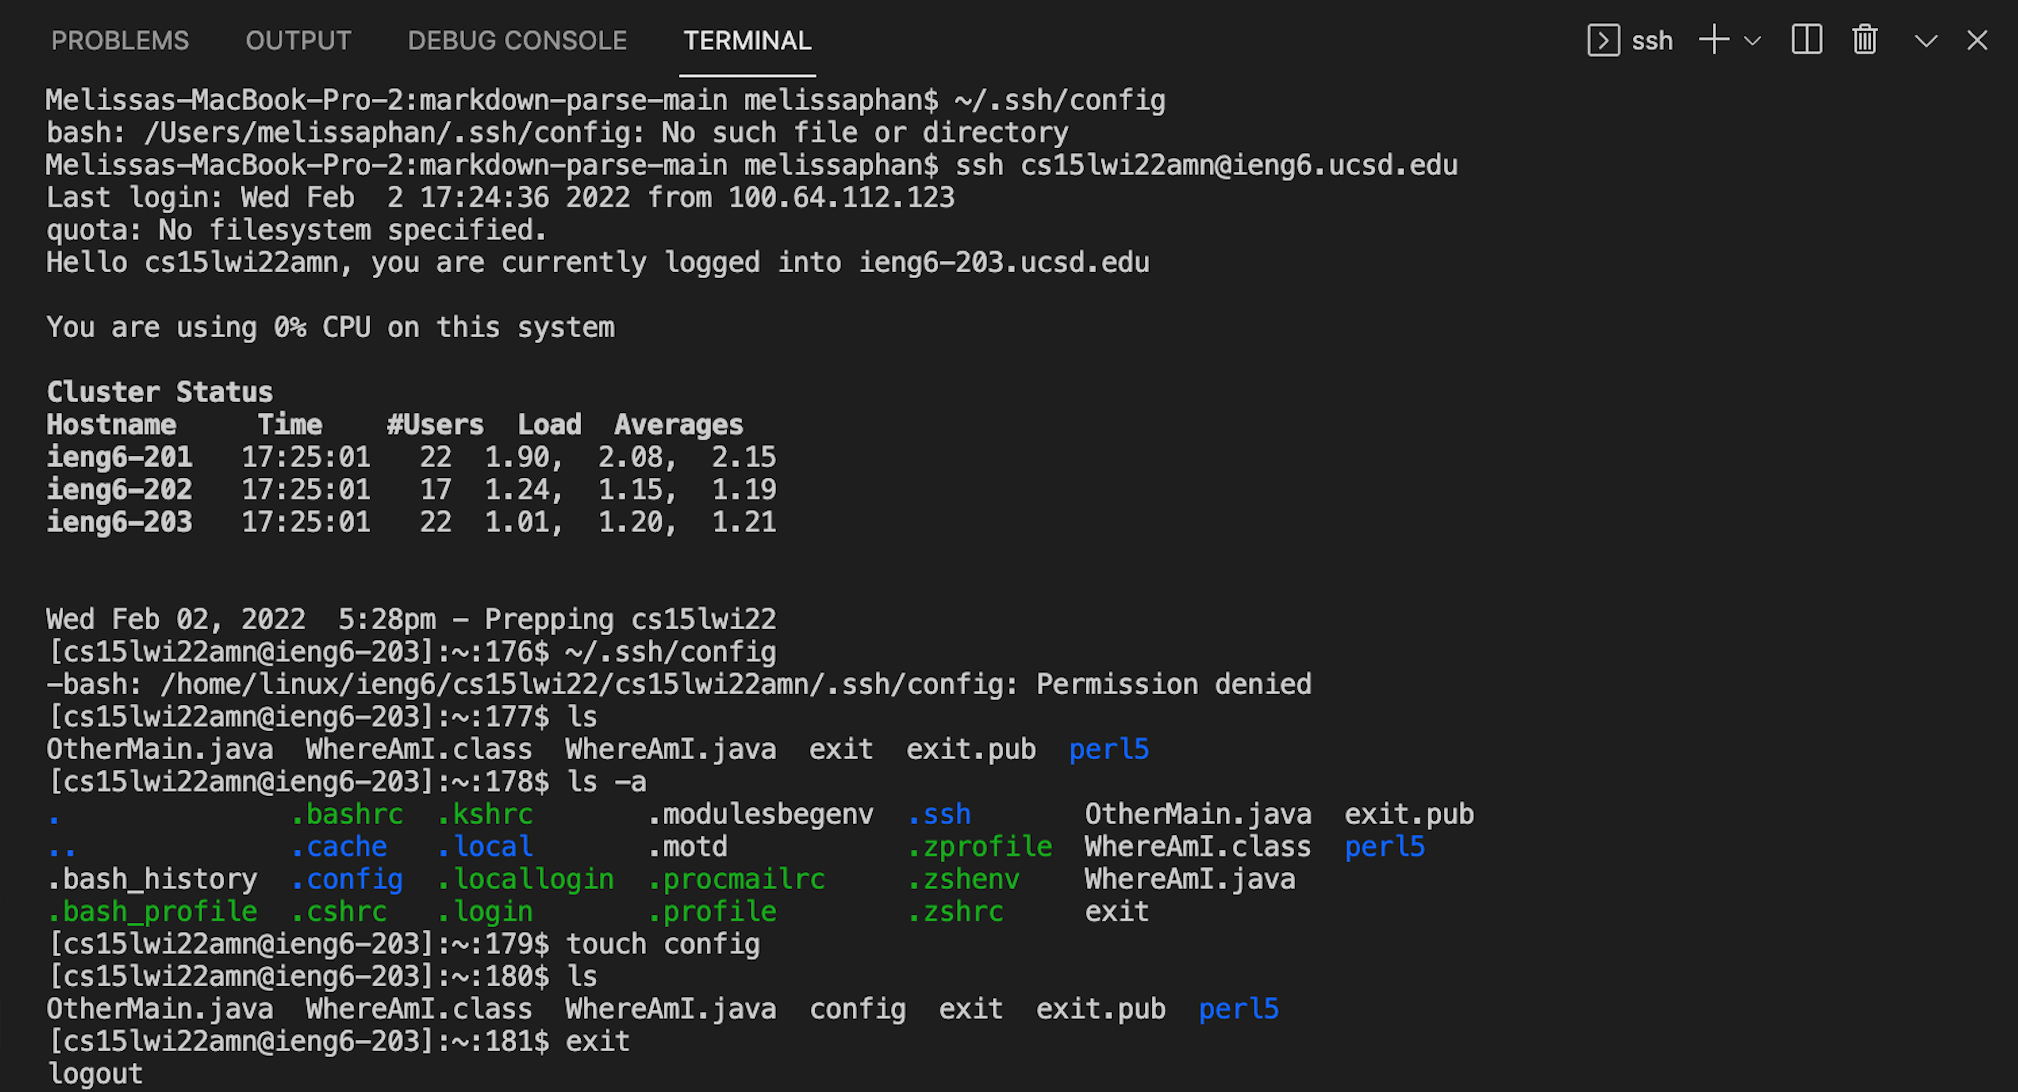 PROBLEMS OUTPUT DEBUG CONSOLE TERMINAL ssh
Melissas-MacBook-Pro-2:markdown-parse-main melissaphan$ ~/.ssh/config
bash: /Users/melissaphan/.ssh/config: No such file or directory
Melissas-MacBook-Pro-2:markdown-parse-main melissaphan$ ssh cs15lwi22amn@ieng6.ucsd.edu
Last login: Wed Feb  2 17:24:36 2022 from 100.64.112.123
quota: No filesystem specified.
Hello cs15lwi22amn, you are currently logged into ieng6-203.ucsd.edu
You are using 0% CPU on this system
Cluster Status
Hostname     Time    #Users  Load  Averages
ieng6-201   17:25:01   22  1.90,  2.08,  2.15
ieng6-202   17:25:01   17  1.24,  1.15,  1.19
ieng6-203   17:25:01   22  1.01,  1.20,  1.21
Wed Feb 02, 2022  5:28pm - Prepping cs15lwi22
[cs15lwi22amn@ieng6-203]:~:176$ ~/.ssh/config
-bash: /home/linux/ieng6/cs15lwi22/cs15lwi22amn/.ssh/config: Permission denied
[cs15lwi22amn@ieng6-203]:~:177$ ls
OtherMain.java  WhereAmI.class  WhereAmI.java  exit  exit.pub  perl5
[cs15lwi22amn@ieng6-203]:~:178$ ls -a
.              .bashrc  .kshrc       .modulesbegenv  .ssh       OtherMain.java  exit.pub
..             .cache   .local       .motd           .zprofile  WhereAmI.class  perl5
.bash_history  .config  .locallogin  .procmailrc     .zshenv    WhereAmI.java
.bash_profile  .cshrc   .login       .profile        .zshrc     exit
[cs15lwi22amn@ieng6-203]:~:179$ touch config
[cs15lwi22amn@ieng6-203]:~:180$ ls
OtherMain.java  WhereAmI.class  WhereAmI.java  config  exit  exit.pub  perl5
[cs15lwi22amn@ieng6-203]:~:181$ exit
logout